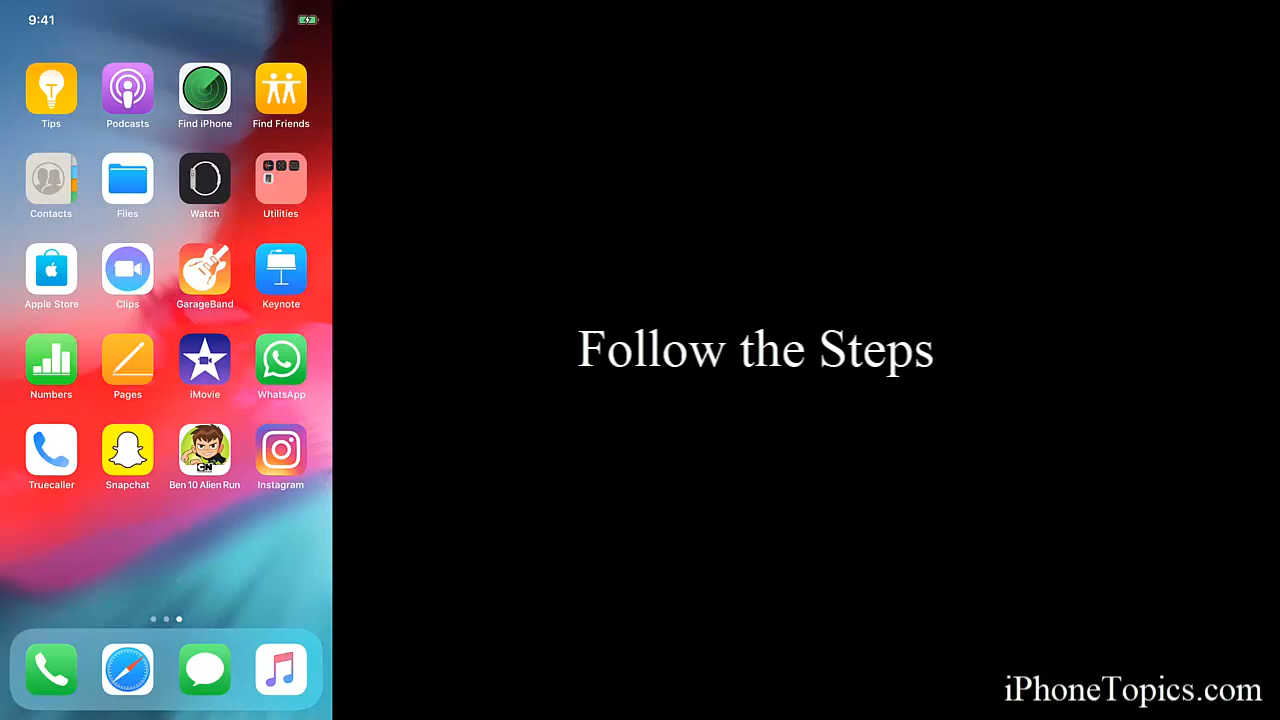 9:41
Tips Podcasts Find iPhone Find Friends
Contacts Files Watch Utilities
Apple Store Clips GarageBand Keynote
Numbers Pages iMovie WhatsApp
CN
Truecaller Snapchat Ben 10 Alien Run Instagram
Follow the Steps
iPhoneTopics.com